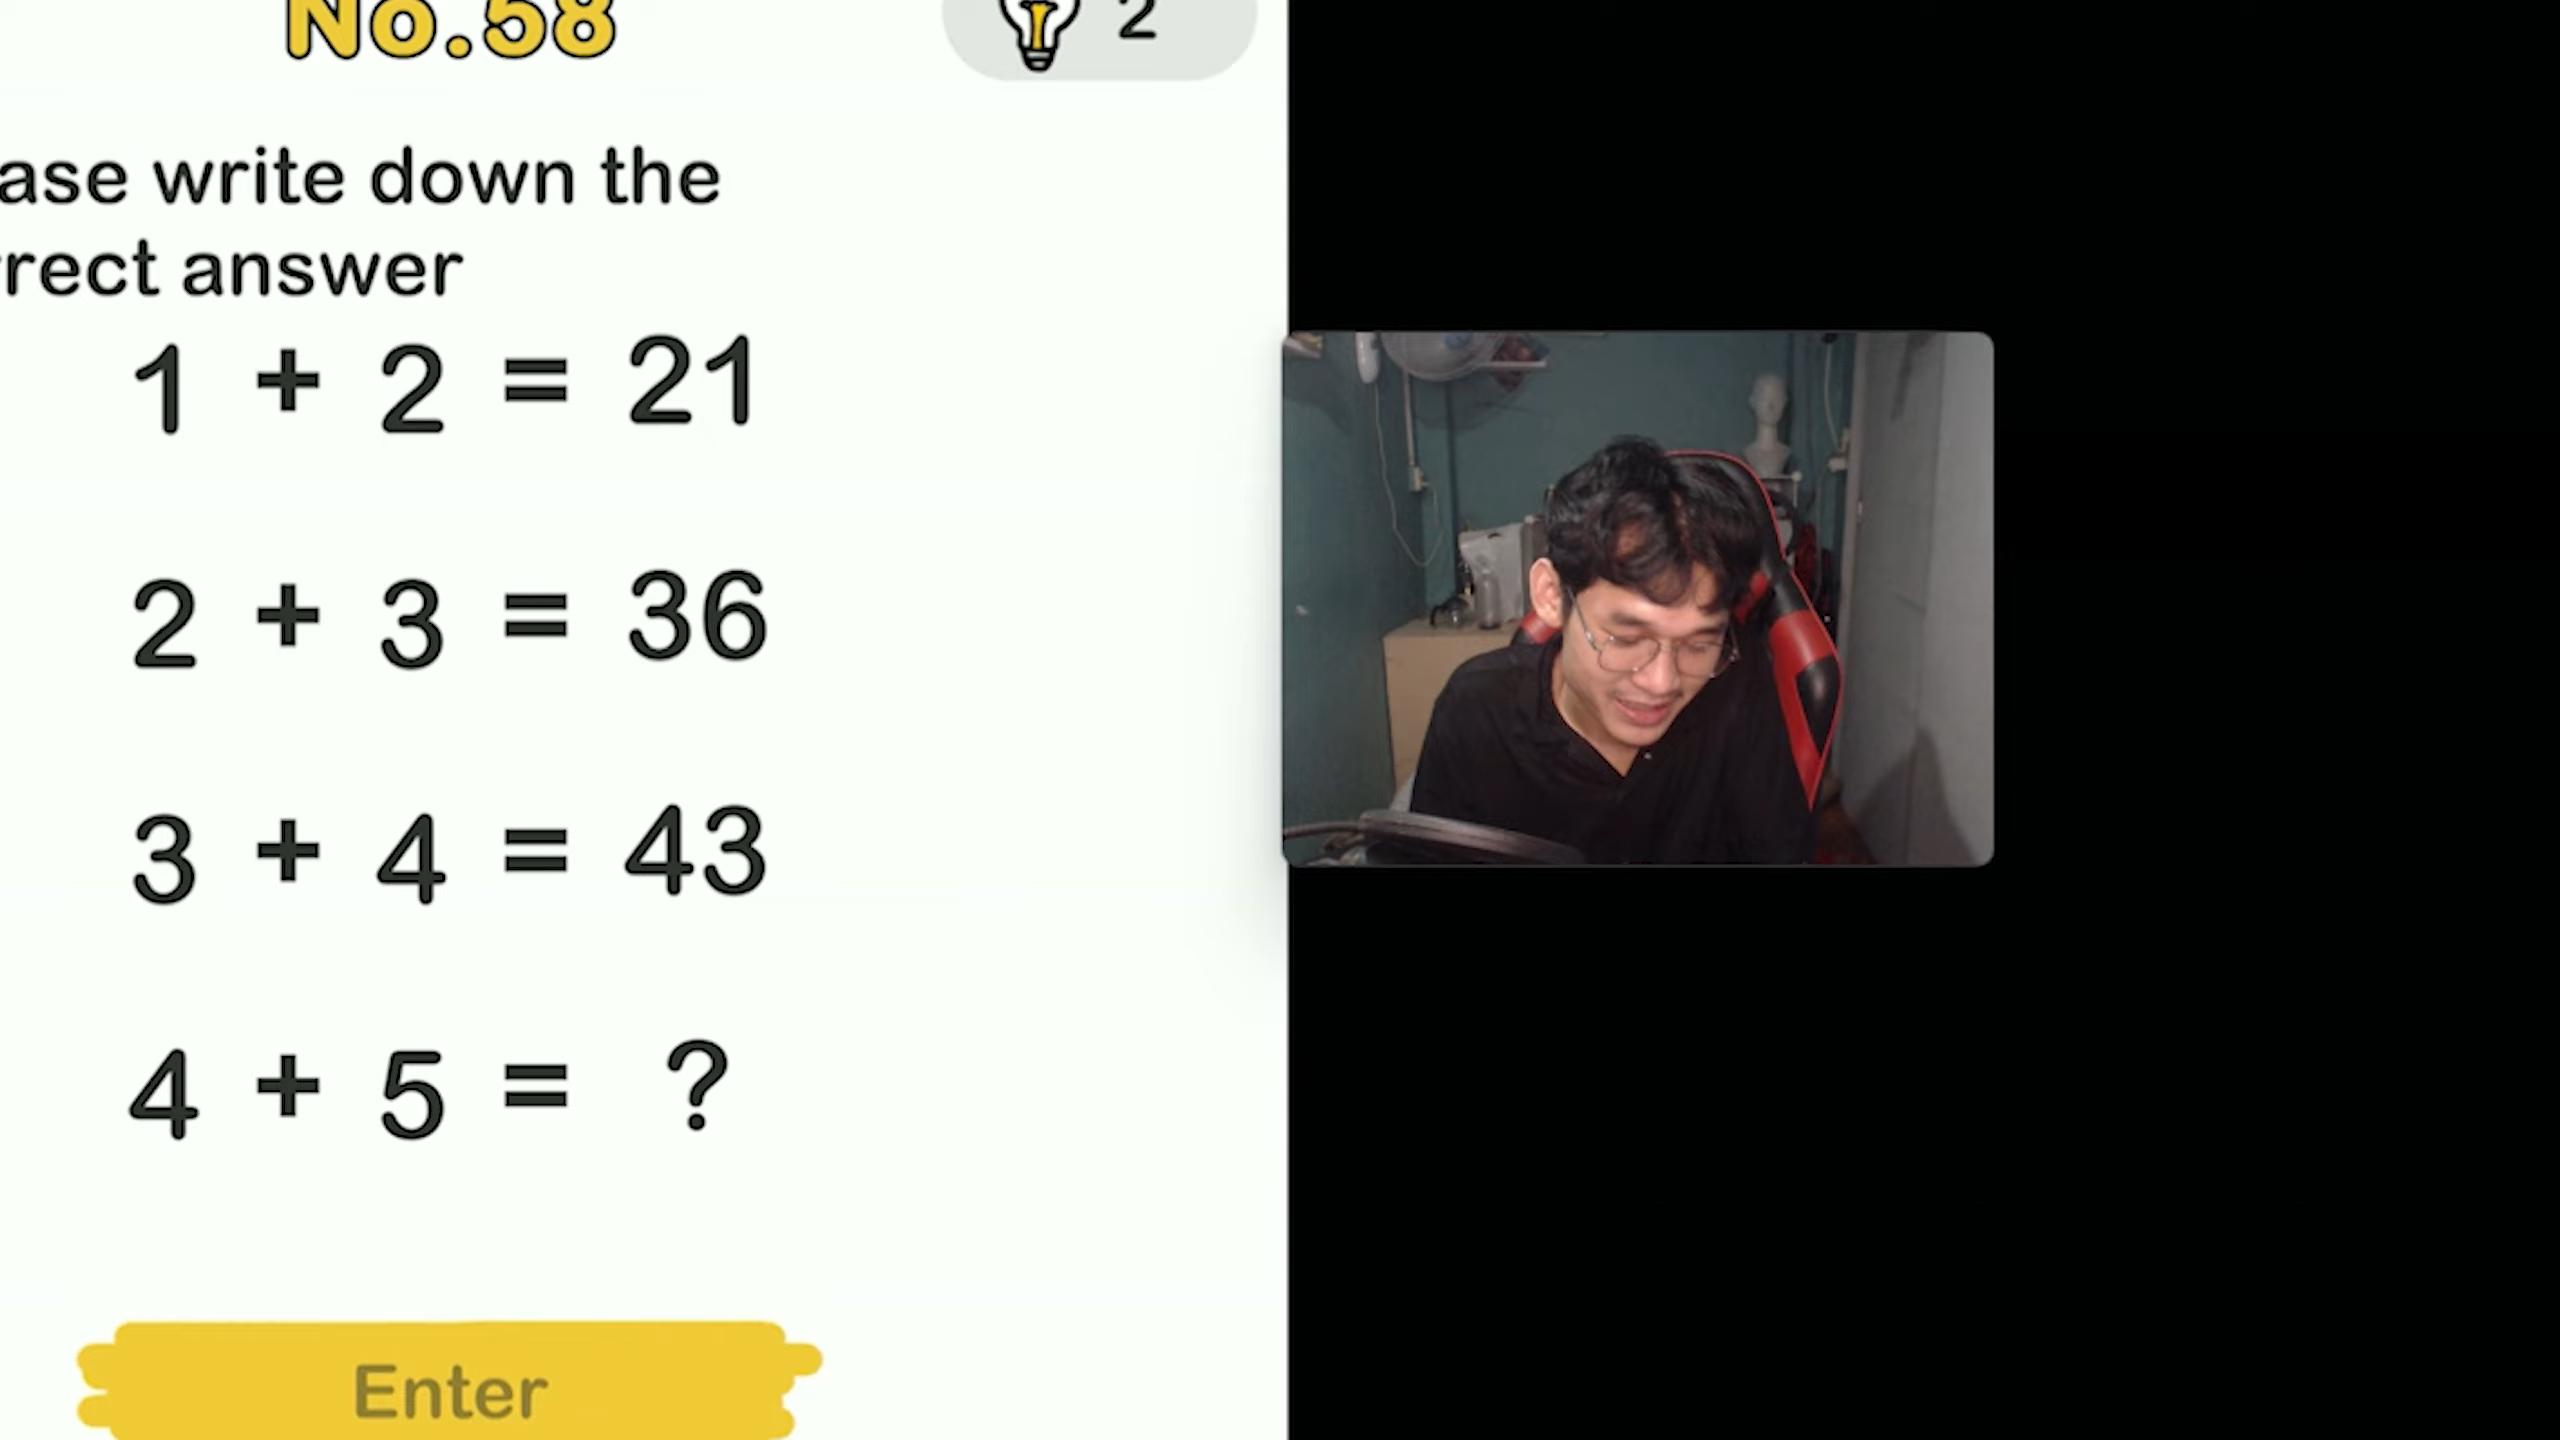 No.58
2
ase write down the
rrect answer
1 + 2 = 21
2 + 3 = 36
3 + 4 = 43
4 + 5 = ?
Enter